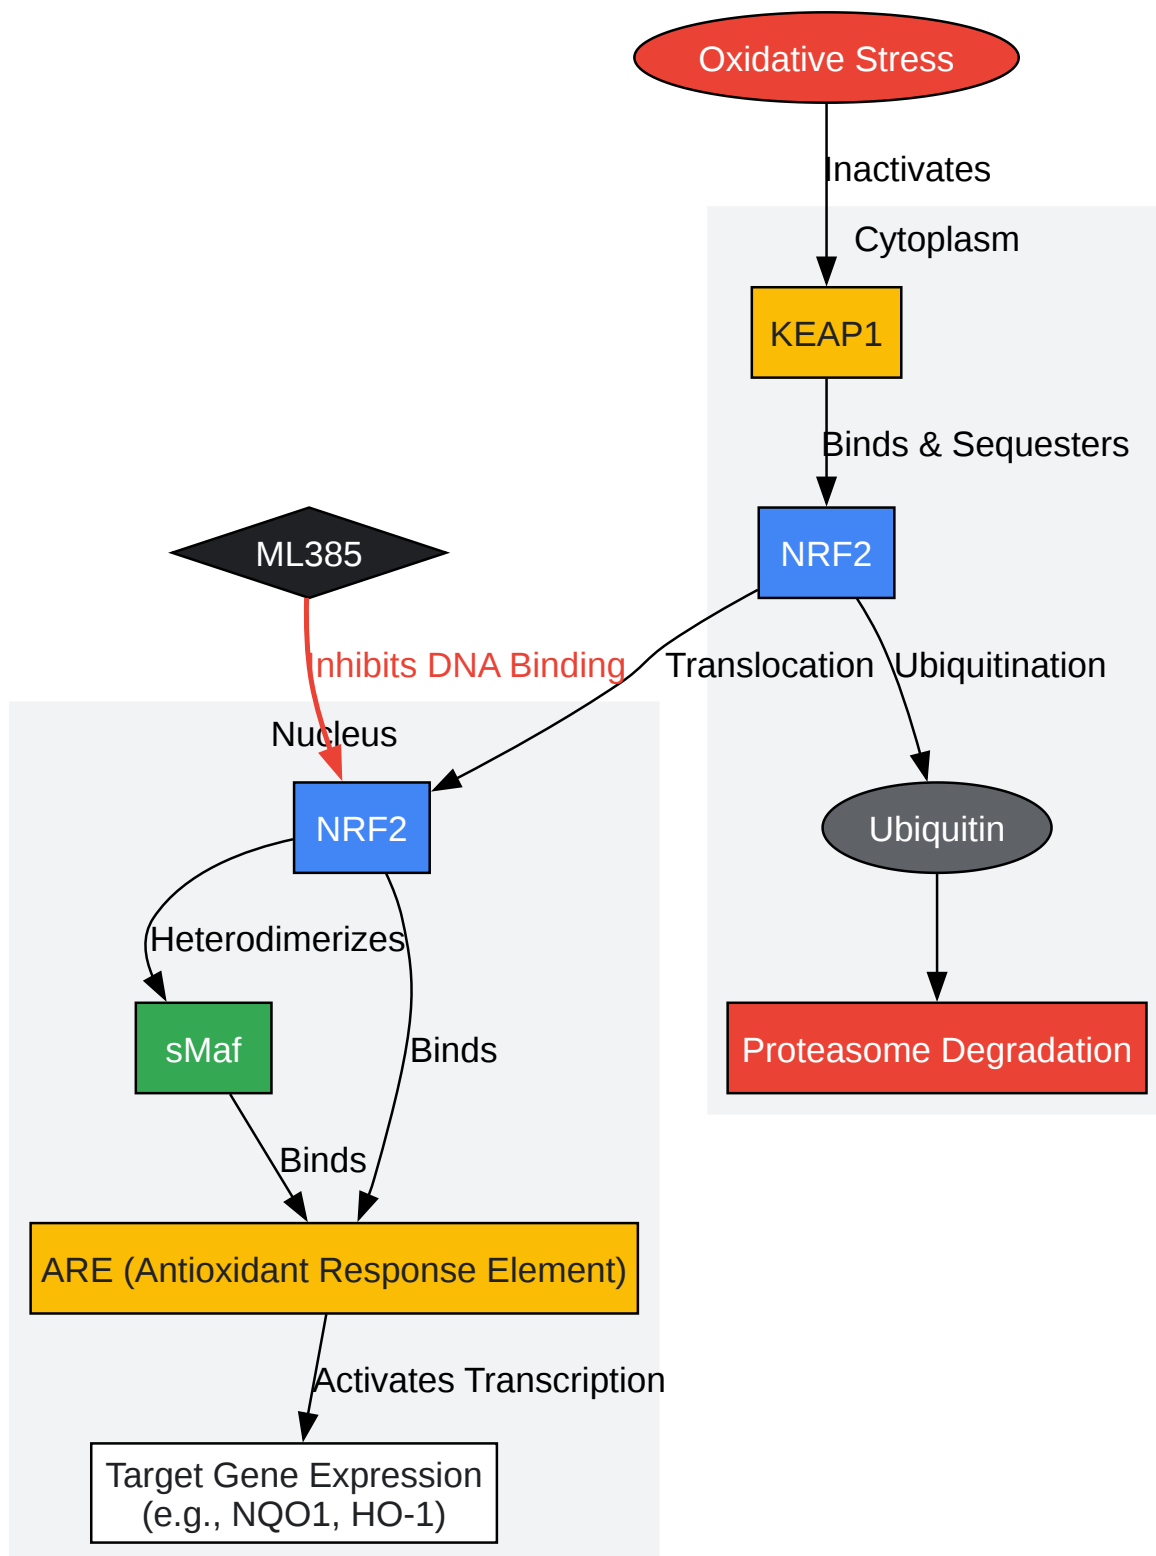 Oxidative Stress
Inactivates
Cytoplasm
KEAP1
Binds & Sequesters
ML385
NRF2
Inhibits DNA Binding
Translocation
Ubiquitination
Nucleus
NRF2
Ubiquitin
Heterodimerizes
sMaf
Binds
Proteasome Degradation
Binds
ARE (Antioxidant Response Element)
Activates Transcription
Target Gene Expression
(e.g., NQO1, HO-1)